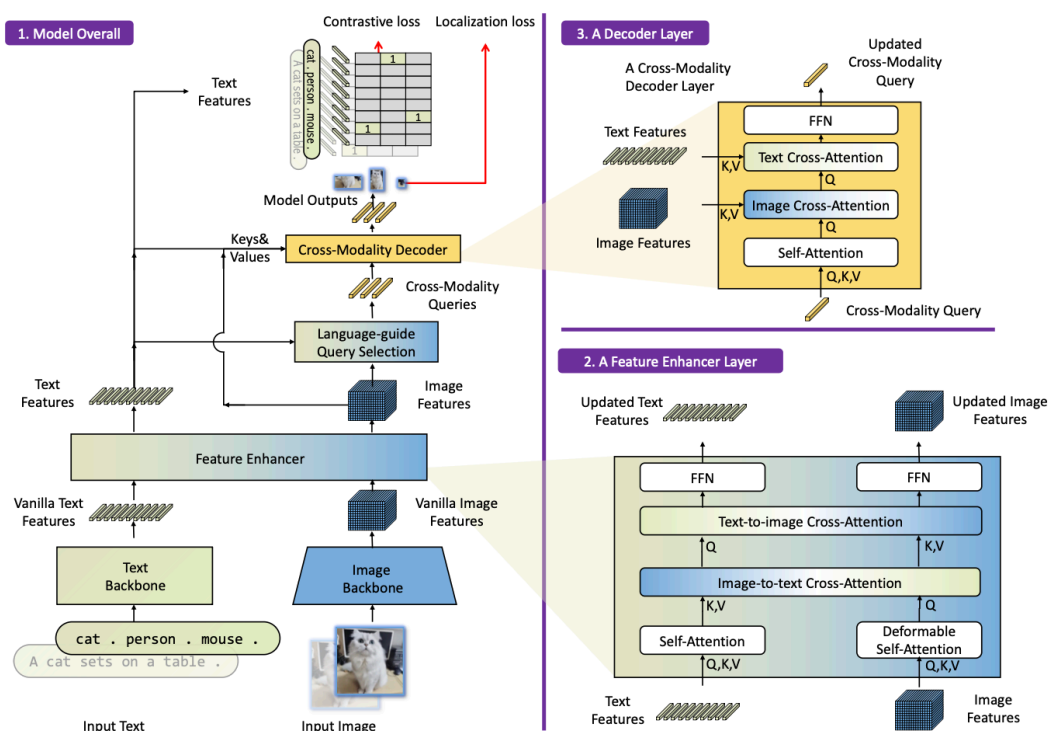 1. Model Overall
Contrastive loss
Localization loss
cat . person . mouse .
A cat sets on a table .
1
1
1
1
Text
Features
Model Outputs
Keys&
Values
Cross-Modality Decoder
Cross-Modality
Queries
Language-guide
Query Selection
Text
Features
Image
Features
Feature Enhancer
Vanilla Text
Features
Vanilla Image
Features
Text
Backbone
Image
Backbone
cat . person . mouse .
A cat sets on a table .
Input Text
Input Image
3. A Decoder Layer
A Cross-Modality
Decoder Layer
Updated
Cross-Modality
Query
FFN
Text Features
Text Cross-Attention
K,V
Q
Image Cross-Attention
K,V
Q
Image Features
Self-Attention
Q,K,V
Cross-Modality Query
2. A Feature Enhancer Layer
Updated Text
Features
Updated Image
Features
FFN
FFN
Text-to-image Cross-Attention
Q
K,V
Image-to-text Cross-Attention
K,V
Q
Self-Attention
Deformable
Self-Attention
Q,K,V
Q,K,V
Text
Features
Image
Features